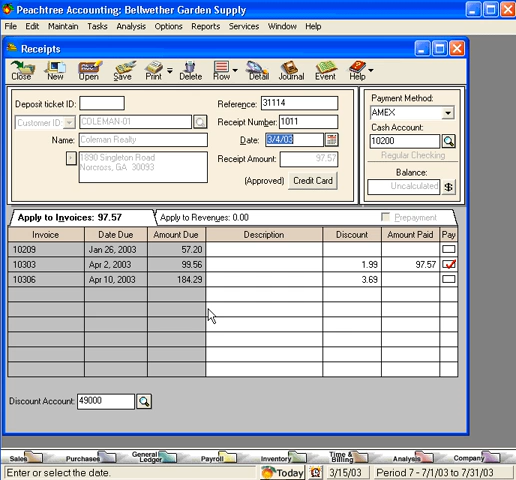 Peachtree Accounting: Bellwether Garden Supply
File Edit Maintain Tasks Analysis Options Reports Services Window Help
Receipts
Close New Open Save Print Delete Row Detail Journal Event Help
Deposit ticket ID: Reference: 31114 Payment Method:
Customer ID COLEMAN-01 Receipt Number: 1011 AMEX
Name: Coleman Realty Date: 3/4/03 Cash Account:
10200
1890 Singleton Road Receipt Amount: 97.57 Regular Checking
Norcross, GA 30093 Balance:
(Approved) Credit Card Uncalculated
Apply to Invoices: 97.57 Apply to Revenues: 0.00 Prepayment
Invoice Date Due Amount Due Description Discount Amount Paid Pay
10209 Jan 26, 2003 57.20
10303 Apr 2, 2003 99.56 1.99 97.57
10306 Apr 10, 2003 184.29 3.69
Discount Account: 49000
Sales Purchases General Ledger Payroll Inventory Time & Billing Analysis Company
Enter or select the date. Today 3/15/03 Period 7 - 7/1/03 to 7/31/03